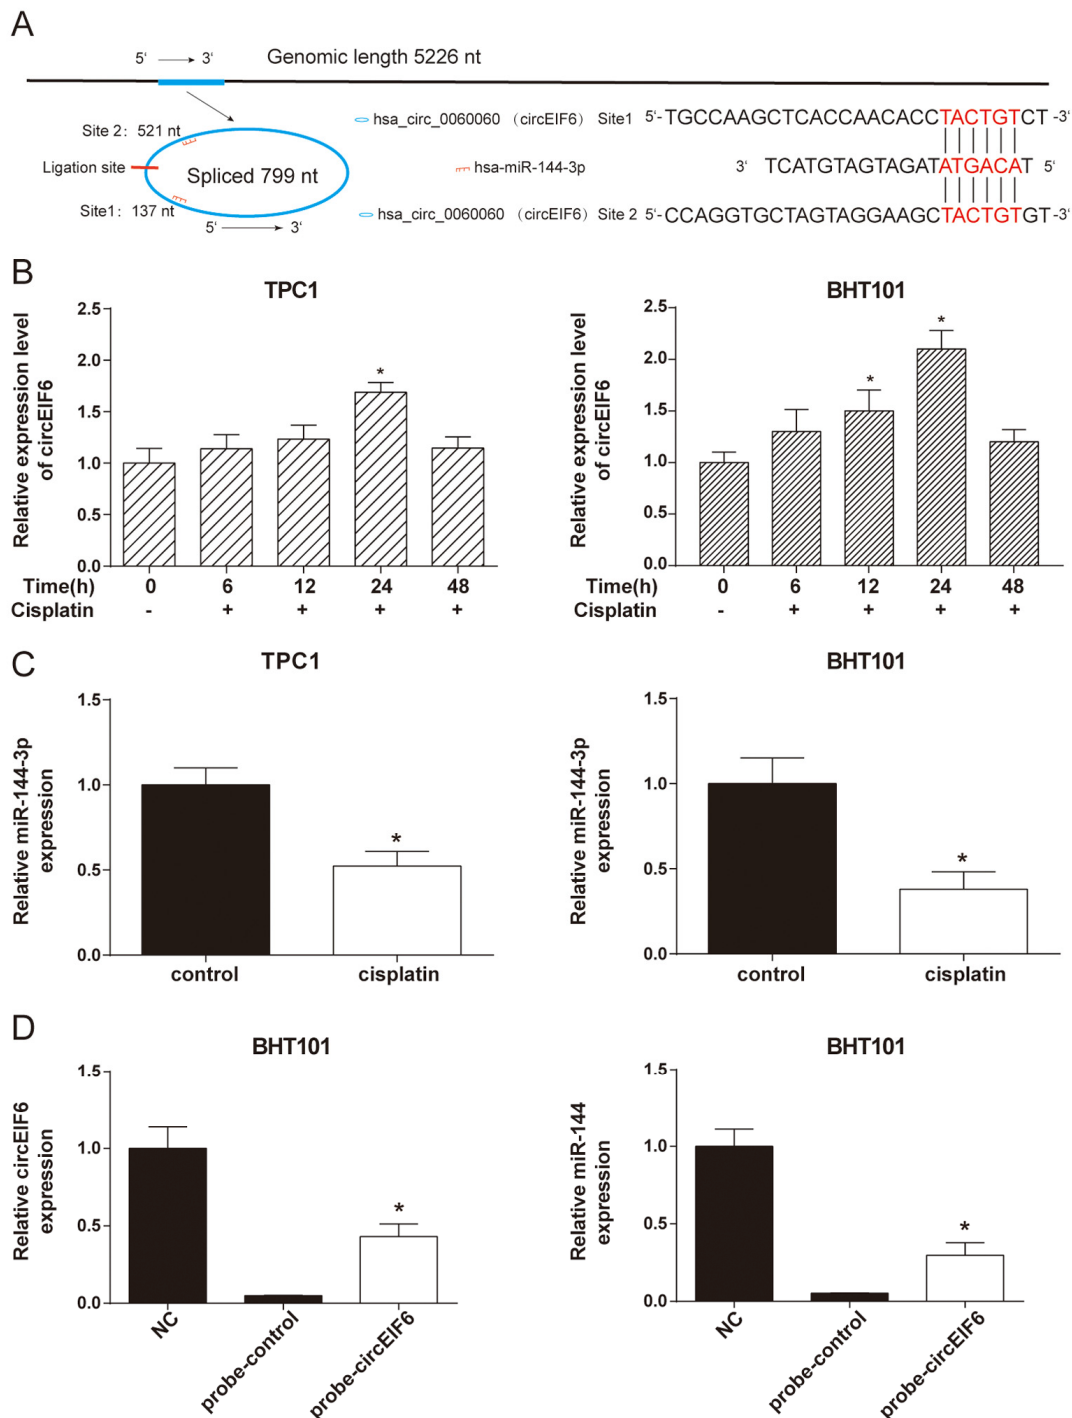 A
5‘ 3‘ Genomic length 5226 nt
Site 2： 521 nt
Ligation site
Spliced 799 nt
Site1： 137 nt
5‘ 3‘
hsa_circ_0060060 （circEIF6） Site1 5‘-TGCCAAGCTCACCAACACCTACTGTCT-3‘
hsa-miR-144-3p 3‘ TCATGTAGTAGATATGACAT 5‘
hsa_circ_0060060 （circEIF6） Site 2 5‘-CCAGGTGCTAGTAGGAAGCTACTGTGT-3‘
B
TPC1
Relative expression level
of circEIF6
2.5
2.0
1.5
1.0
0.5
0.0
*
Time(h) 0 6 12 24 48
Cisplatin - + + + +
BHT101
Relative expression level
of circEIF6
2.5
2.0
1.5
1.0
0.5
0.0
* *
Time(h) 0 6 12 24 48
Cisplatin - + + + +
C
TPC1
Relative miR-144-3p
expression
1.5
1.0
0.5
0.0
*
control cisplatin
BHT101
Relative miR-144-3p
expression
1.5
1.0
0.5
0.0
*
control cisplatin
D
BHT101
Relative circEIF6
expression
1.5
1.0
0.5
0.0
*
NC probe-control probe-circEIF6
BHT101
Relative miR-144
expression
1.5
1.0
0.5
0.0
*
NC probe-control probe-circEIF6